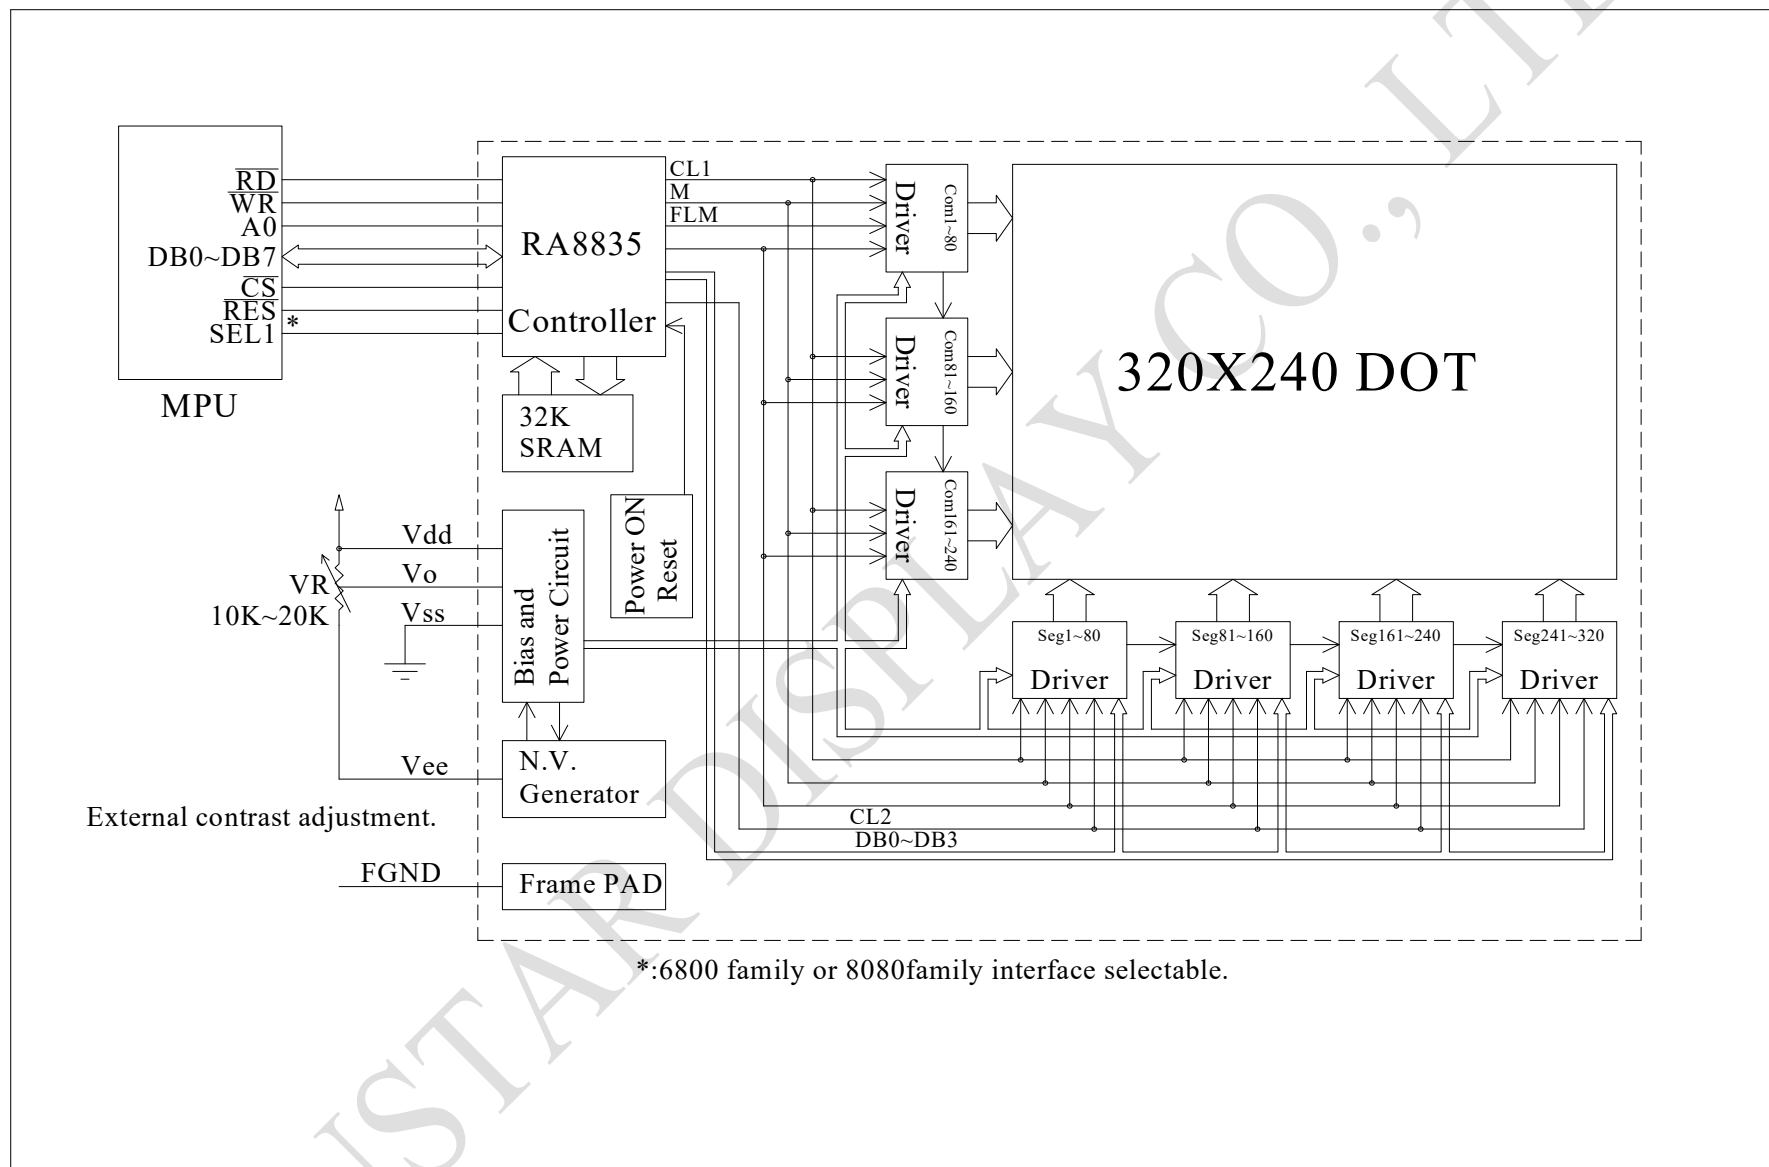 RD
WR
A0
DB0~DB7
CS
RES
SEL1
*
MPU
RA8835
Controller
CL1
M
FLM
32K
SRAM
Power ON
Reset
Driver
Com1~80
Driver
Com81~160
Driver
Com161~240
320X240 DOT
Vdd
Vo
Vss
VR
10K~20K
Bias and
Power Circuit
Vee
N.V.
Generator
External contrast adjustment.
FGND
Frame PAD
Seg1~80
Driver
Seg81~160
Driver
Seg161~240
Driver
Seg241~320
Driver
CL2
DB0~DB3
*:6800 family or 8080family interface selectable.
STAR DISPLAY CO.,